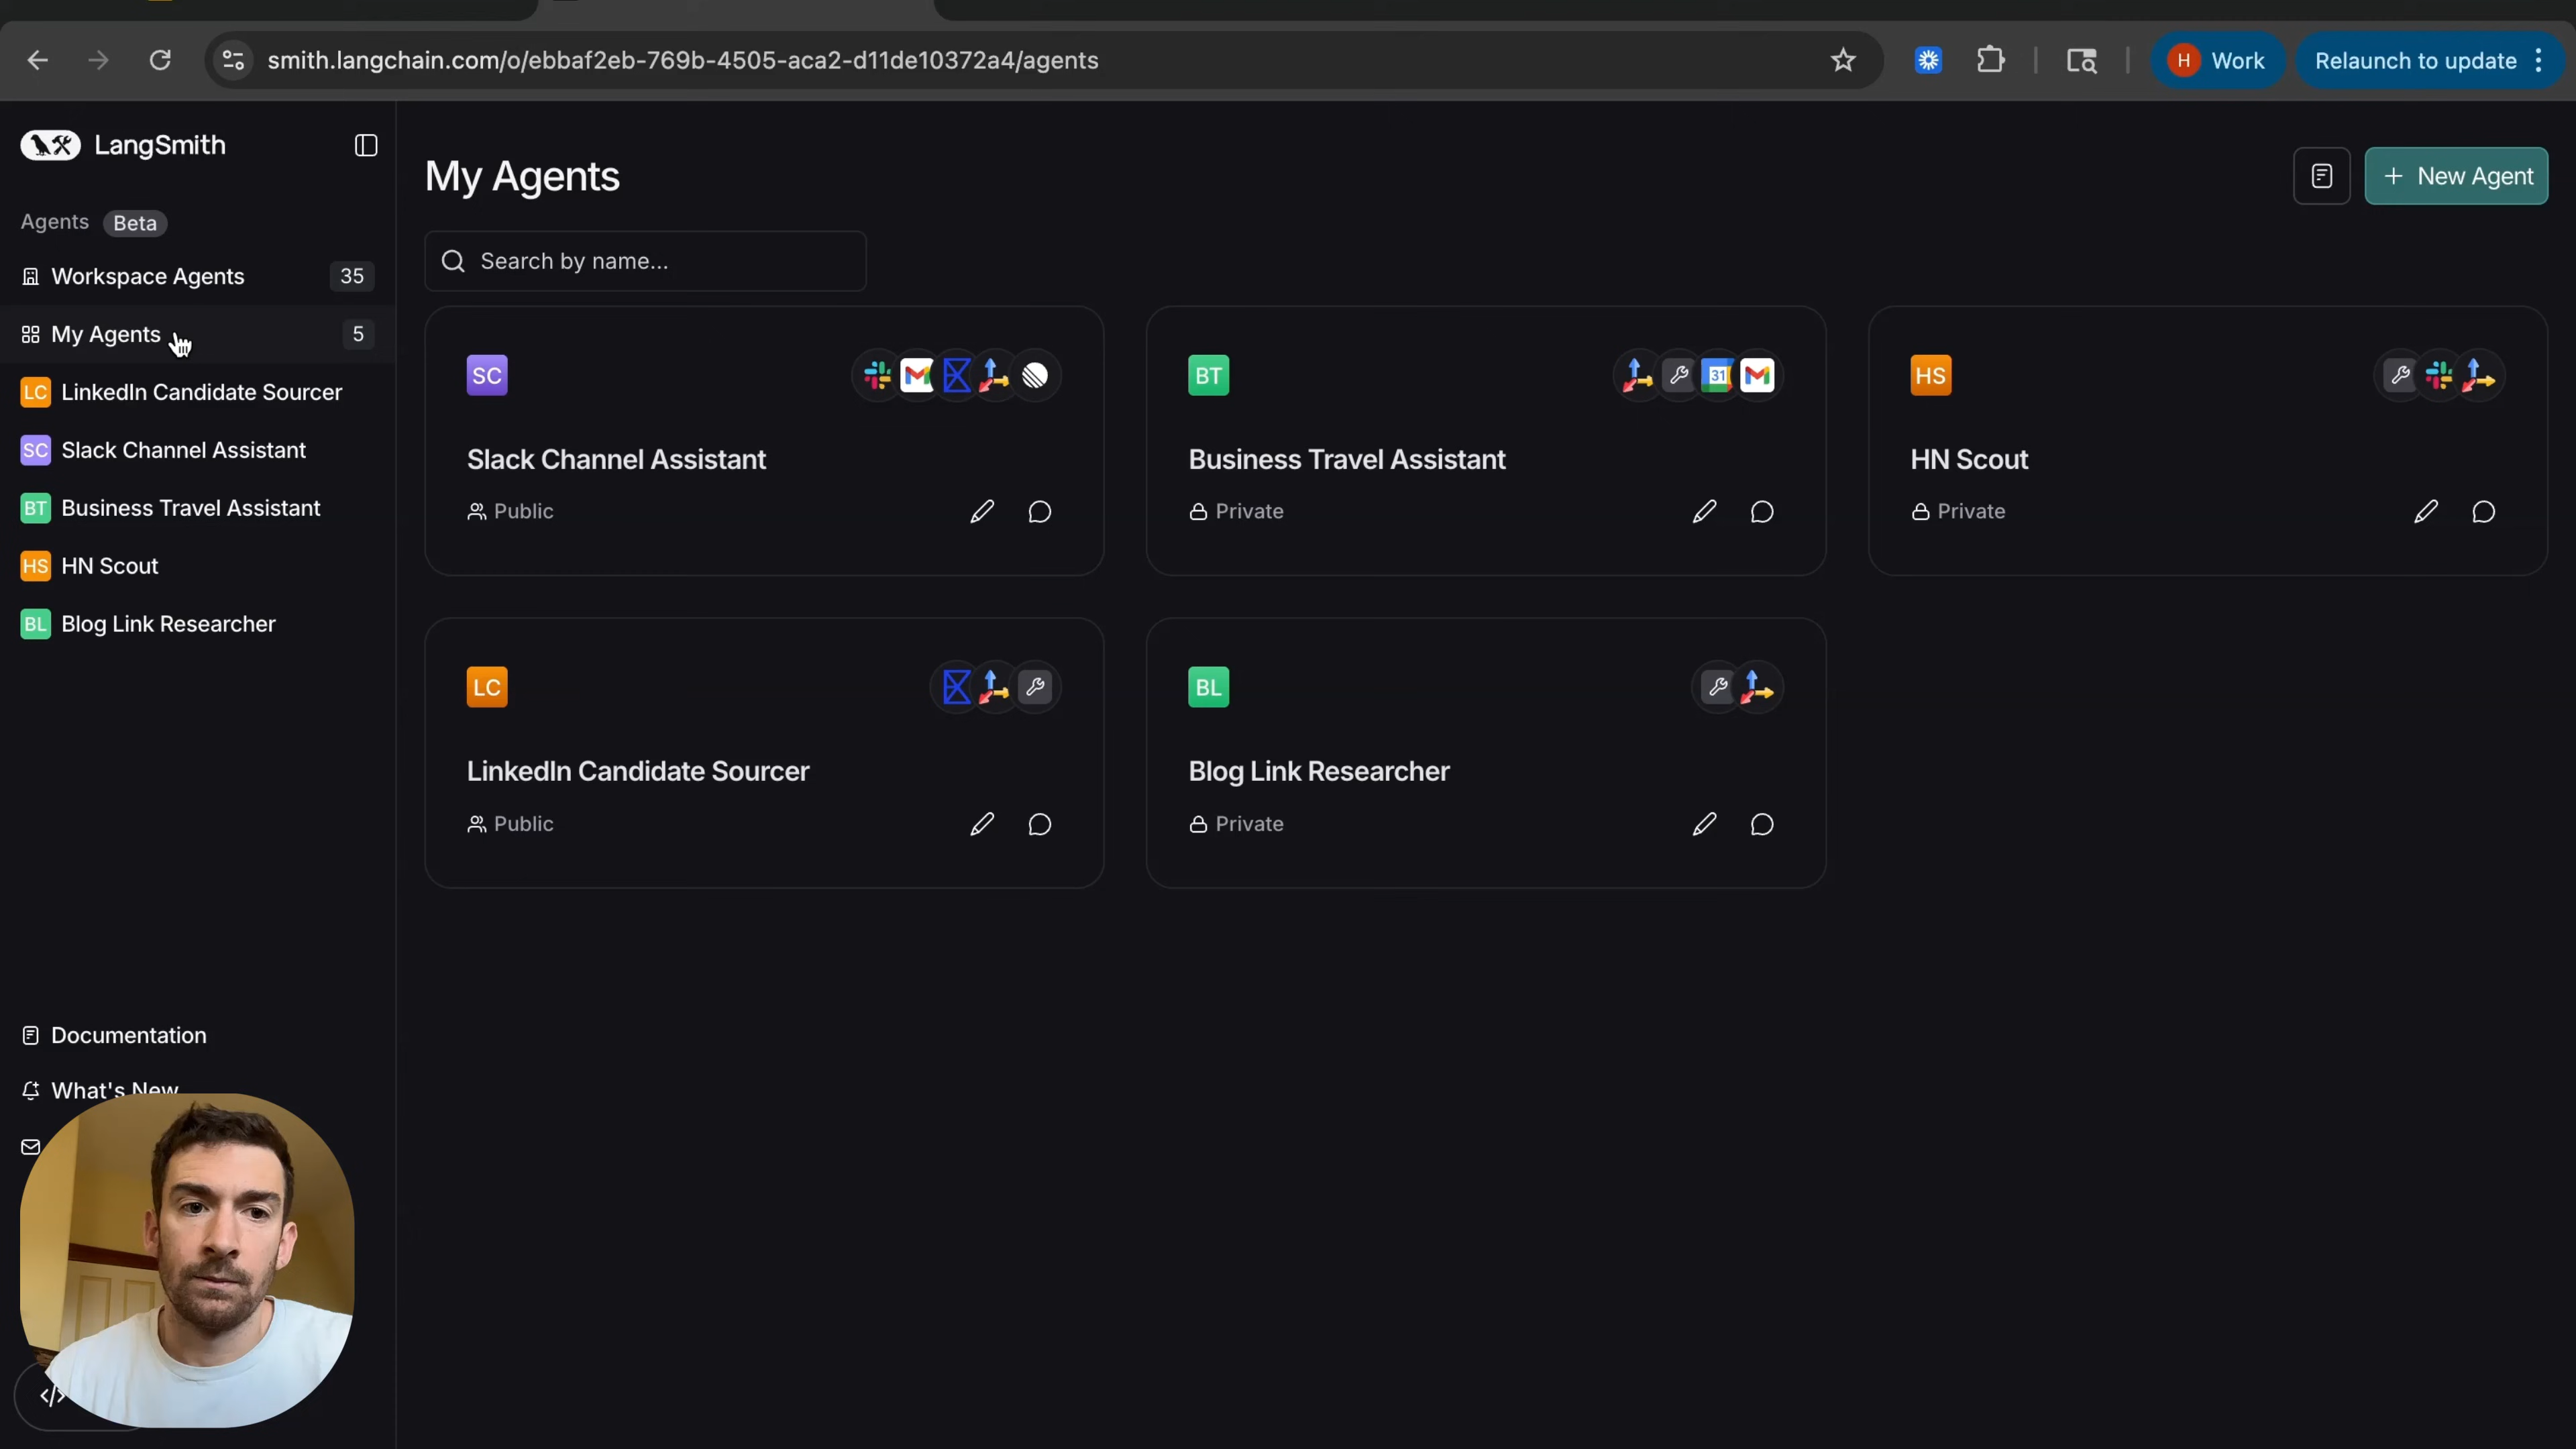 smith.langchain.com/o/ebbaf2eb-769b-4505-aca2-d11de10372a4/agents
H Work
Relaunch to update
LangSmith
Agents Beta
Workspace Agents 35
My Agents 5
LC LinkedIn Candidate Sourcer
SC Slack Channel Assistant
BT Business Travel Assistant
HS HN Scout
BL Blog Link Researcher
Documentation
What's New
My Agents
New Agent
Search by name...
SC
Slack Channel Assistant
Public
BT
31
Business Travel Assistant
Private
HS
HN Scout
Private
LC
LinkedIn Candidate Sourcer
Public
BL
Blog Link Researcher
Private